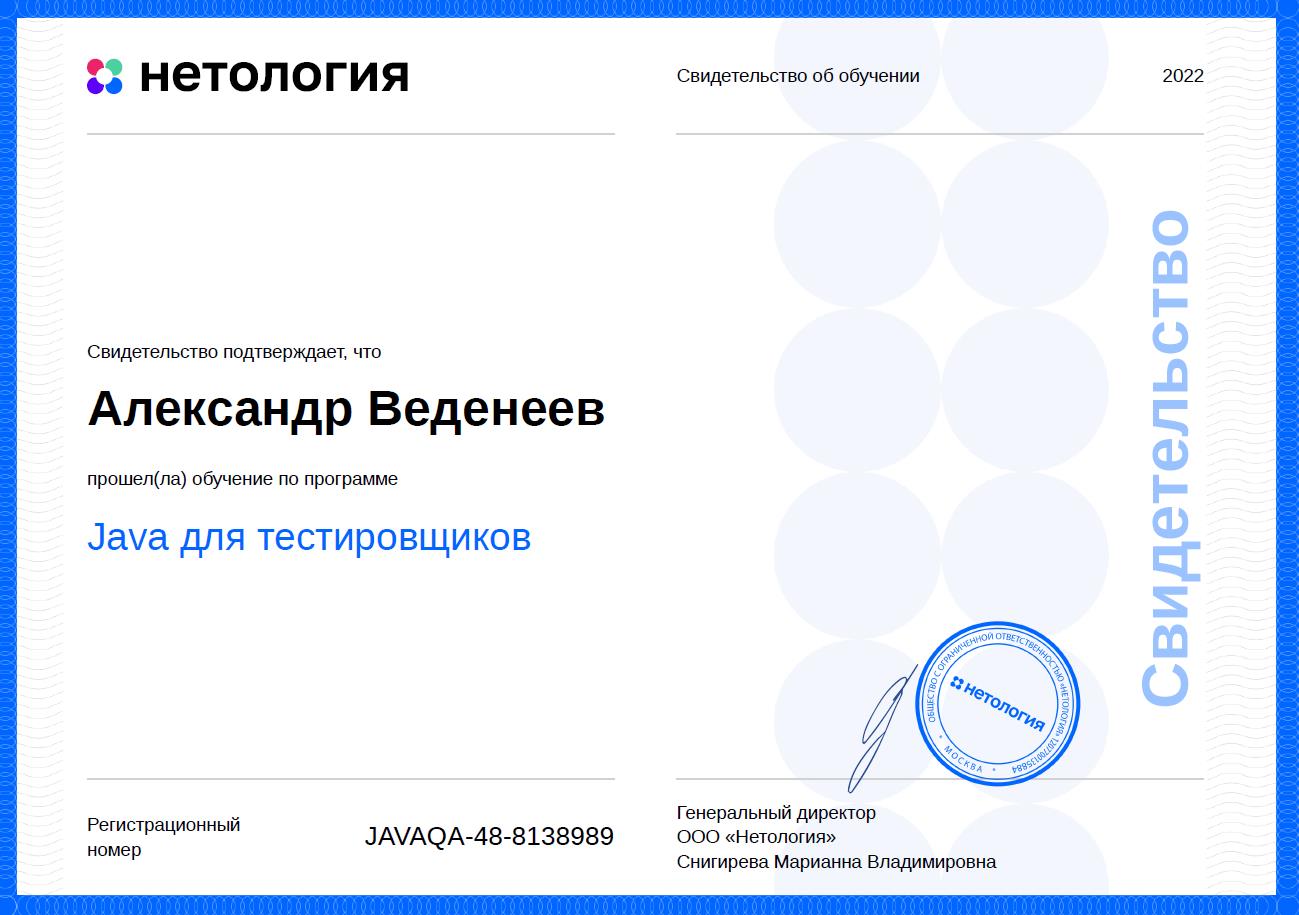 нетология
Свидетельство об обучении
2022
Свидетельство подтверждает, что
Александр Веденеев
прошел(ла) обучение по программе
Java для тестировщиков
Свидетельство
ОБЩЕСТВО С ОГРАНИЧЕННОЙ ОТВЕТСТВЕННОСТЬЮ «НЕТОЛОГИЯ» 1207700135884
* МОСКВА *
нетология
Регистрационный
номер
JAVAQA-48-8138989
Генеральный директор
ООО «Нетология»
Снигирева Марианна Владимировна